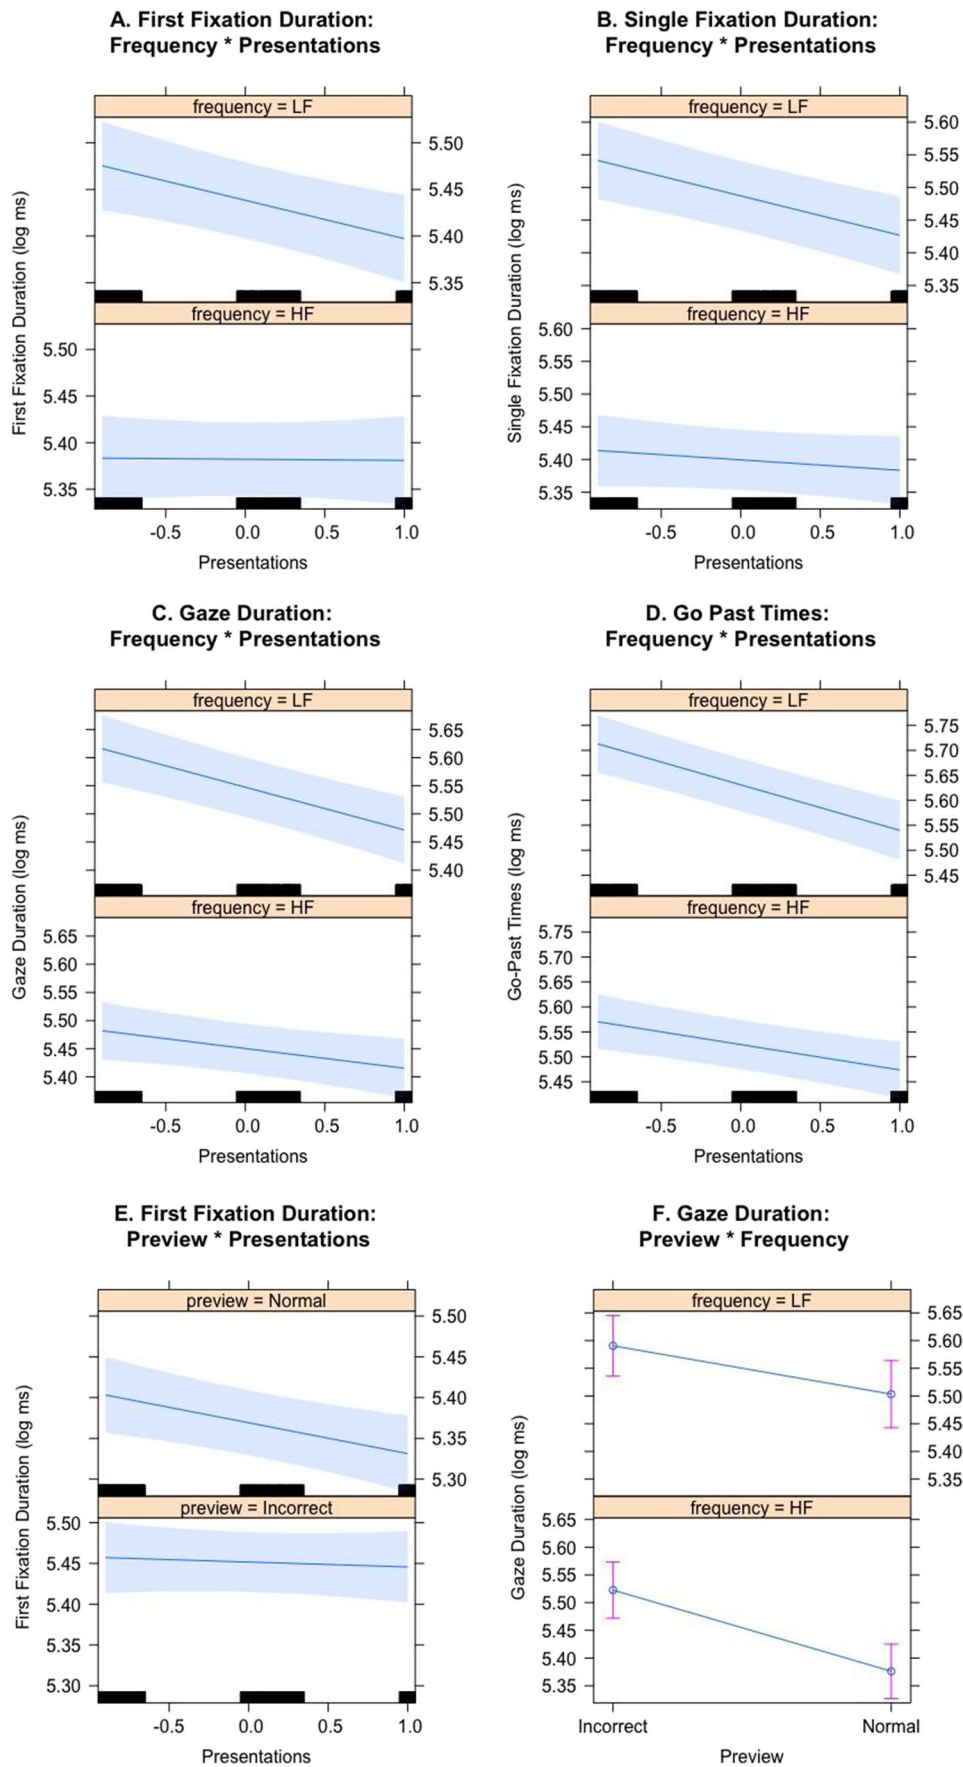 A. First Fixation Duration:
Frequency * Presentations
frequency = LF
5.50
5.45
5.40
5.35
frequency = HF
5.50
5.45
5.40
5.35
First Fixation Duration (log ms)
-0.5 0.0 0.5 1.0
Presentations
B. Single Fixation Duration:
Frequency * Presentations
frequency = LF
5.60
5.55
5.50
5.45
5.40
5.35
frequency = HF
5.60
5.55
5.50
5.45
5.40
5.35
Single Fixation Duration (log ms)
-0.5 0.0 0.5 1.0
Presentations
C. Gaze Duration:
Frequency * Presentations
frequency = LF
5.65
5.60
5.55
5.50
5.45
5.40
frequency = HF
5.65
5.60
5.55
5.50
5.45
5.40
Gaze Duration (log ms)
-0.5 0.0 0.5 1.0
Presentations
D. Go Past Times:
Frequency * Presentations
frequency = LF
5.75
5.70
5.65
5.60
5.55
5.50
5.45
frequency = HF
5.75
5.70
5.65
5.60
5.55
5.50
5.45
Go-Past Times (log ms)
-0.5 0.0 0.5 1.0
Presentations
E. First Fixation Duration:
Preview * Presentations
preview = Normal
5.50
5.45
5.40
5.35
5.30
preview = Incorrect
5.50
5.45
5.40
5.35
5.30
First Fixation Duration (log ms)
-0.5 0.0 0.5 1.0
Presentations
F. Gaze Duration:
Preview * Frequency
frequency = LF
5.65
5.60
5.55
5.50
5.45
5.40
5.35
frequency = HF
5.65
5.60
5.55
5.50
5.45
5.40
5.35
Gaze Duration (log ms)
Incorrect Normal
Preview